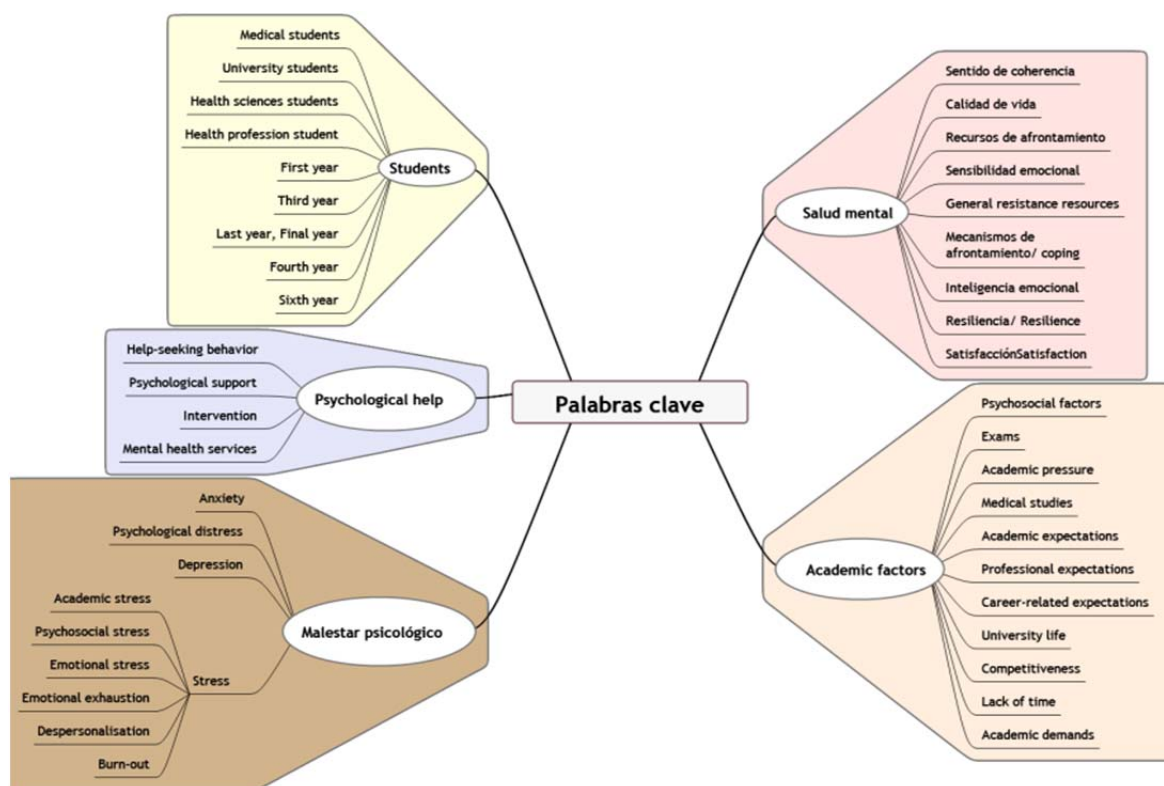 Medical students
University students
Health sciences students
Health profession student
First year
Third year
Last year, Final year
Fourth year
Sixth year
Students
Help-seeking behavior
Psychological support
Intervention
Mental health services
Psychological help
Anxiety
Psychological distress
Depression
Academic stress
Psychosocial stress
Emotional stress
Emotional exhaustion
Despersonalisation
Burn-out
Stress
Malestar psicológico
Palabras clave
Salud mental
Sentido de coherencia
Calidad de vida
Recursos de afrontamiento
Sensibilidad emocional
General resistance resources
Mecanismos de
afrontamiento/ coping
Inteligencia emocional
Resiliencia/ Resilience
SatisfacciónSatisfaction
Academic factors
Psychosocial factors
Exams
Academic pressure
Medical studies
Academic expectations
Professional expectations
Career-related expectations
University life
Competitiveness
Lack of time
Academic demands